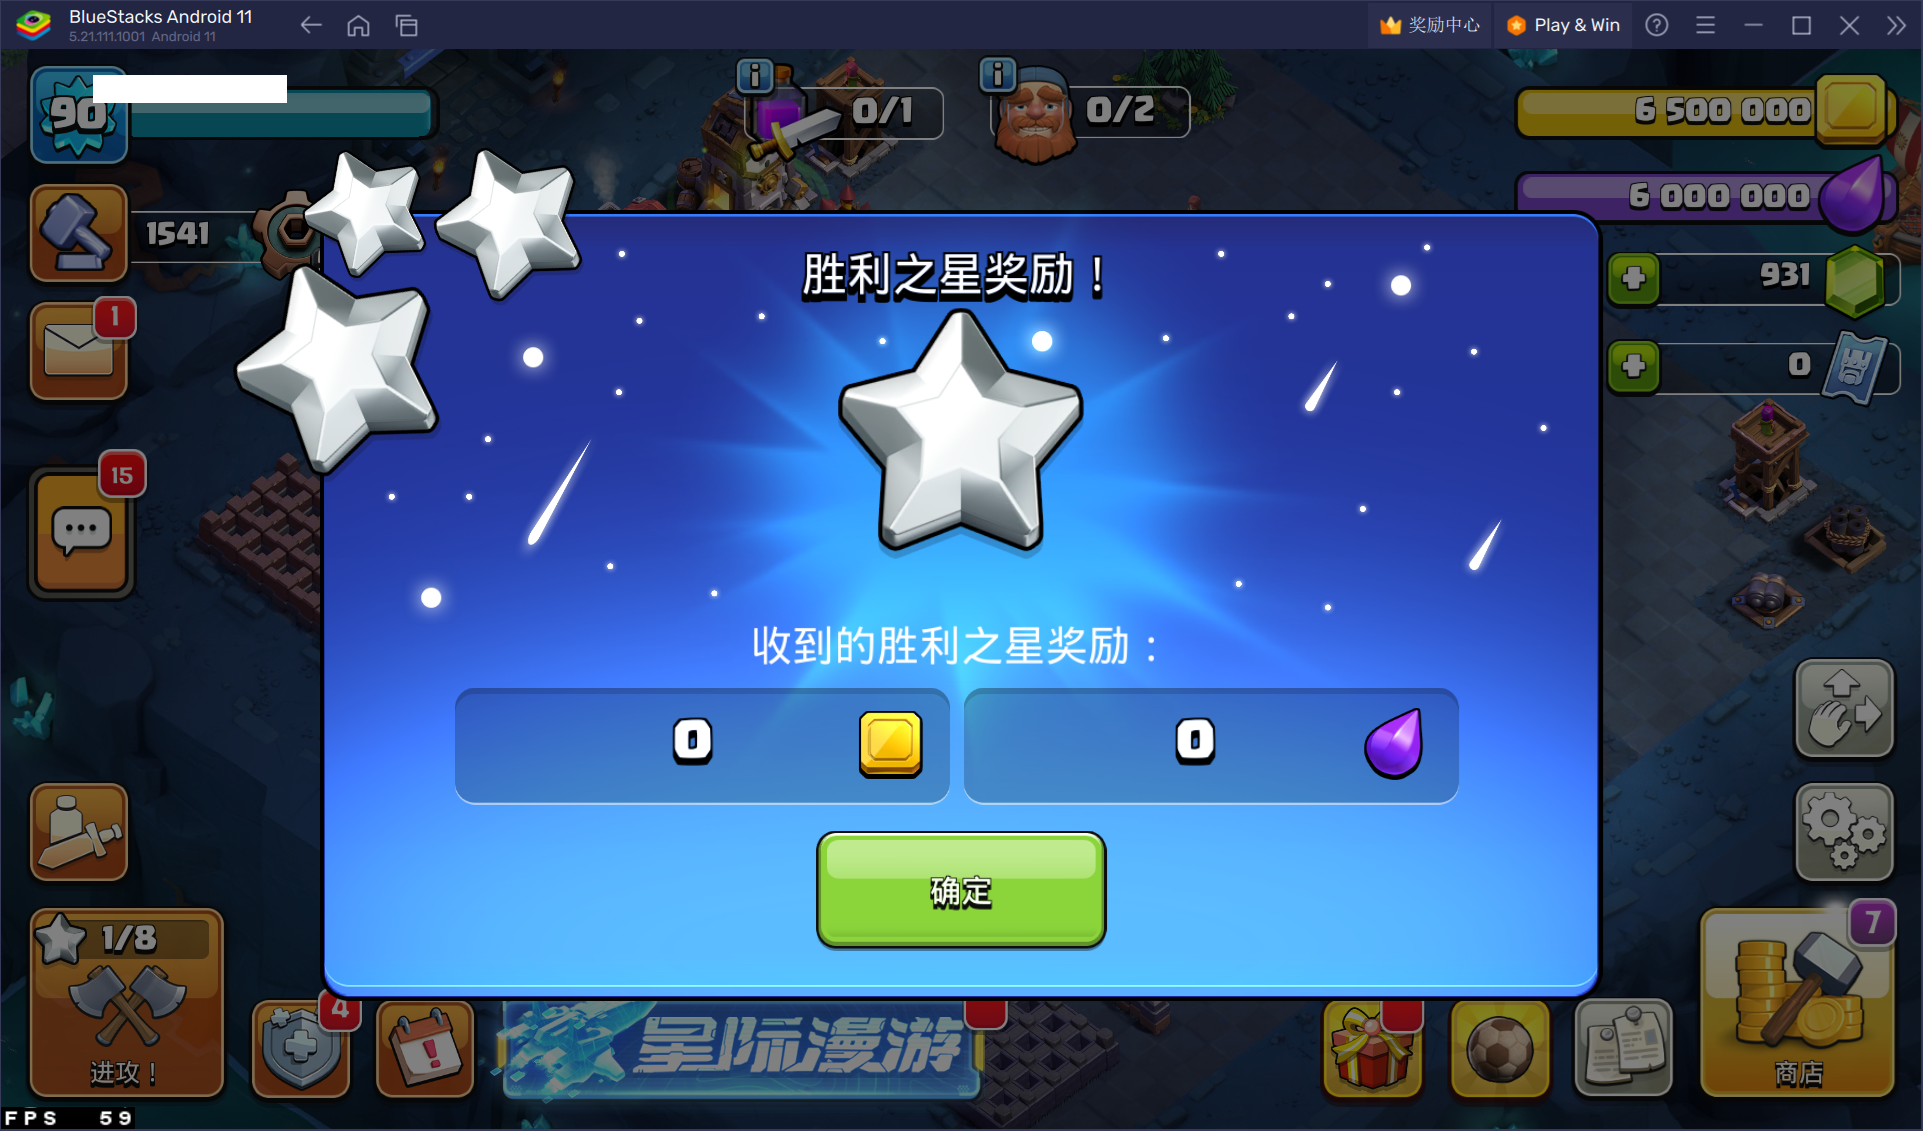 BlueStacks Android 11
5.21.111.1001 Android 11
奖励中心
Play & Win
90
0/1
0/2
6 500 000
1541
6 000 000
胜利之星奖励！
931
1
0
15
收到的胜利之星奖励：
0
0
确定
1/8
7
4
星际漫游
进攻！
商店
FPS 59